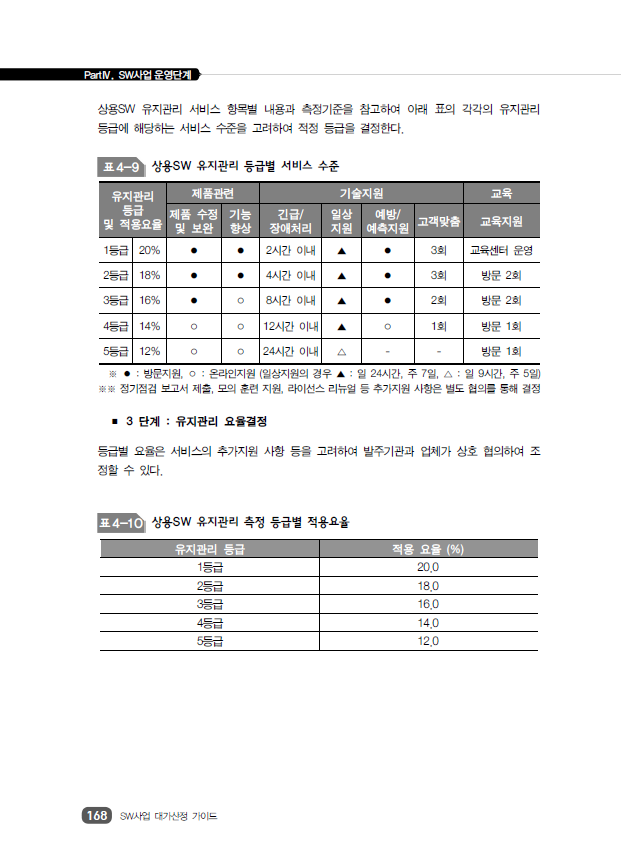 PartⅣ. SW사업 운영단계
상용SW 유지관리 서비스 항목별 내용과 측정기준을 참고하여 아래 표의 각각의 유지관리
등급에 해당하는 서비스 수준을 고려하여 적정 등급을 결정한다.
표 4-9 상용SW 유지관리 등급별 서비스 수준
유지관리 등급 및 적용요율 제품관련 기술지원 교육
제품 수정 및 보완 기능 향상 긴급/장애처리 일상 지원 예방/예측지원 고객맞춤 교육지원
1등급 20% ● ● 2시간 이내 ▲ ● 3회 교육센터 운영
2등급 18% ● ● 4시간 이내 ▲ ● 3회 방문 2회
3등급 16% ● ○ 8시간 이내 ▲ ● 2회 방문 2회
4등급 14% ○ ○ 12시간 이내 ▲ ○ 1회 방문 1회
5등급 12% ○ ○ 24시간 이내 △ - - 방문 1회
※ ● : 방문지원, ○ : 온라인지원 (일상지원의 경우 ▲ : 일 24시간, 주 7일, △ : 일 9시간, 주 5일)
※※ 정기점검 보고서 제출, 모의 훈련 지원, 라이선스 리뉴얼 등 추가지원 사항은 별도 협의를 통해 결정
■ 3 단계 : 유지관리 요율결정
등급별 요율은 서비스의 추가지원 사항 등을 고려하여 발주기관과 업체가 상호 협의하여 조
정할 수 있다.
표 4-10 상용SW 유지관리 측정 등급별 적용요율
유지관리 등급 적용 요율 (%)
1등급 20.0
2등급 18.0
3등급 16.0
4등급 14.0
5등급 12.0
168 SW사업 대가산정 가이드